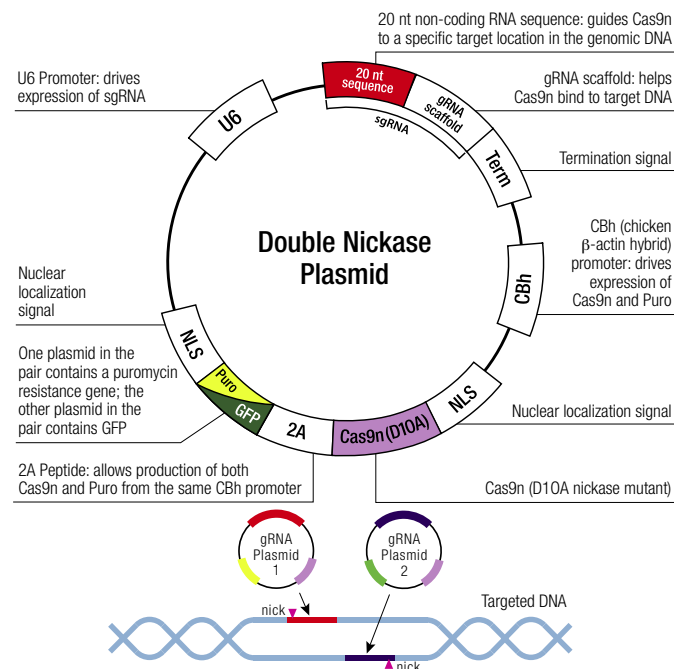 20 nt non-coding RNA sequence: guides Cas9n
to a specific target location in the genomic DNA
U6 Promoter: drives
expression of sgRNA
20 nt
sequence
gRNA
scaffold
sgRNA
gRNA scaffold: helps
Cas9n bind to target DNA
U6
Term
Termination signal
Double Nickase
Plasmid
CBh (chicken
β-actin hybrid)
promoter: drives
expression of
Cas9n and Puro
CBh
Nuclear
localization
signal
NLS
One plasmid in the
pair contains a puromycin
resistance gene; the
other plasmid in the
pair contains GFP
Puro
GFP
2A
Cas9n (D10A)
NLS
Nuclear localization signal
2A Peptide: allows production of both
Cas9n and Puro from the same CBh promoter
Cas9n (D10A nickase mutant)
gRNA
Plasmid
1
gRNA
Plasmid
2
nick
Targeted DNA
nick